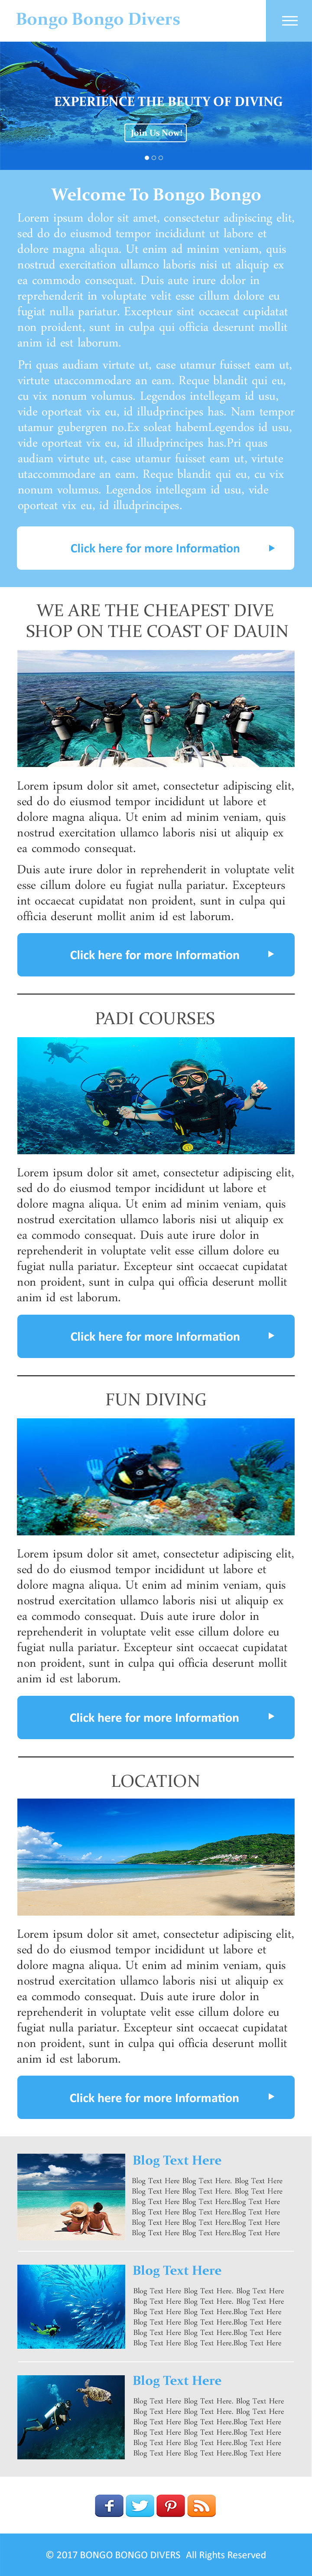 Bongo Bongo Divers
EXPERIENCE THE BEUTY OF DIVING
Join Us Now!
Welcome To Bongo Bongo
Lorem ipsum dolor sit amet, consectetur adipiscing elit,
sed do do eiusmod tempor incididunt ut labore et
dolore magna aliqua. Ut enim ad minim veniam, quis
nostrud exercitation ullamco laboris nisi ut aliquip ex
ea commodo consequat. Duis aute irure dolor in
reprehenderit in voluptate velit esse cillum dolore eu
fugiat nulla pariatur. Excepteur sint occaecat cupidatat
non proident, sunt in culpa qui officia deserunt mollit
anim id est laborum.
Pri quas audiam virtute ut, case utamur fuisset eam ut,
virtute utaccommodare an eam. Reque blandit qui eu,
cu vix nonum volumus. Legendos intellegam id usu,
vide oporteat vix eu, id illudprincipes has. Nam tempor
utamur gubergren no.Ex soleat habemLegendos id usu,
vide oporteat vix eu, id illudprincipes has.Pri quas
audiam virtute ut, case utamur fuisset eam ut, virtute
utaccommodare an eam. Reque blandit qui eu, cu vix
nonum volumus. Legendos intellegam id usu, vide
oporteat vix eu, id illudprincipes.
Click here for more Information
WE ARE THE CHEAPEST DIVE
SHOP ON THE COAST OF DAUIN
Lorem ipsum dolor sit amet, consectetur adipiscing elit,
sed do do eiusmod tempor incididunt ut labore et
dolore magna aliqua. Ut enim ad minim veniam, quis
nostrud exercitation ullamco laboris nisi ut aliquip ex
ea commodo consequat.
Duis aute irure dolor in reprehenderit in voluptate velit
esse cillum dolore eu fugiat nulla pariatur. Excepteurs
int occaecat cupidatat non proident, sunt in culpa qui
officia deserunt mollit anim id est laborum.
Click here for more Information
PADI COURSES
Lorem ipsum dolor sit amet, consectetur adipiscing elit,
sed do do eiusmod tempor incididunt ut labore et
dolore magna aliqua. Ut enim ad minim veniam, quis
nostrud exercitation ullamco laboris nisi ut aliquip ex
ea commodo consequat. Duis aute irure dolor in
reprehenderit in voluptate velit esse cillum dolore eu
fugiat nulla pariatur. Excepteur sint occaecat cupidatat
non proident, sunt in culpa qui officia deserunt mollit
anim id est laborum.
Click here for more Information
FUN DIVING
Lorem ipsum dolor sit amet, consectetur adipiscing elit,
sed do do eiusmod tempor incididunt ut labore et
dolore magna aliqua. Ut enim ad minim veniam, quis
nostrud exercitation ullamco laboris nisi ut aliquip ex
ea commodo consequat. Duis aute irure dolor in
reprehenderit in voluptate velit esse cillum dolore eu
fugiat nulla pariatur. Excepteur sint occaecat cupidatat
non proident, sunt in culpa qui officia deserunt mollit
anim id est laborum.
Click here for more Information
LOCATION
Lorem ipsum dolor sit amet, consectetur adipiscing elit,
sed do do eiusmod tempor incididunt ut labore et
dolore magna aliqua. Ut enim ad minim veniam, quis
nostrud exercitation ullamco laboris nisi ut aliquip ex
ea commodo consequat. Duis aute irure dolor in
reprehenderit in voluptate velit esse cillum dolore eu
fugiat nulla pariatur. Excepteur sint occaecat cupidatat
non proident, sunt in culpa qui officia deserunt mollit
anim id est laborum.
Click here for more Information
Blog Text Here
Blog Text Here Blog Text Here. Blog Text Here
Blog Text Here Blog Text Here. Blog Text Here
Blog Text Here Blog Text Here.Blog Text Here
Blog Text Here Blog Text Here.Blog Text Here
Blog Text Here Blog Text Here.Blog Text Here
Blog Text Here Blog Text Here.Blog Text Here
Blog Text Here
Blog Text Here Blog Text Here. Blog Text Here
Blog Text Here Blog Text Here. Blog Text Here
Blog Text Here Blog Text Here.Blog Text Here
Blog Text Here Blog Text Here.Blog Text Here
Blog Text Here Blog Text Here.Blog Text Here
Blog Text Here Blog Text Here.Blog Text Here
Blog Text Here
Blog Text Here Blog Text Here. Blog Text Here
Blog Text Here Blog Text Here. Blog Text Here
Blog Text Here Blog Text Here.Blog Text Here
Blog Text Here Blog Text Here.Blog Text Here
Blog Text Here Blog Text Here.Blog Text Here
Blog Text Here Blog Text Here.Blog Text Here
© 2017 BONGO BONGO DIVERS All Rights Reserved